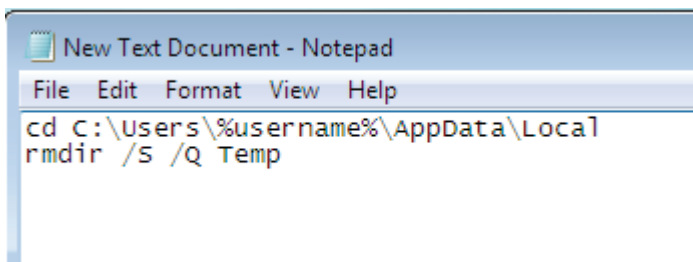 New Text Document - Notepad
File Edit Format View Help
cd C:\Users\%username%\AppData\Local
rmdir /S /Q Temp